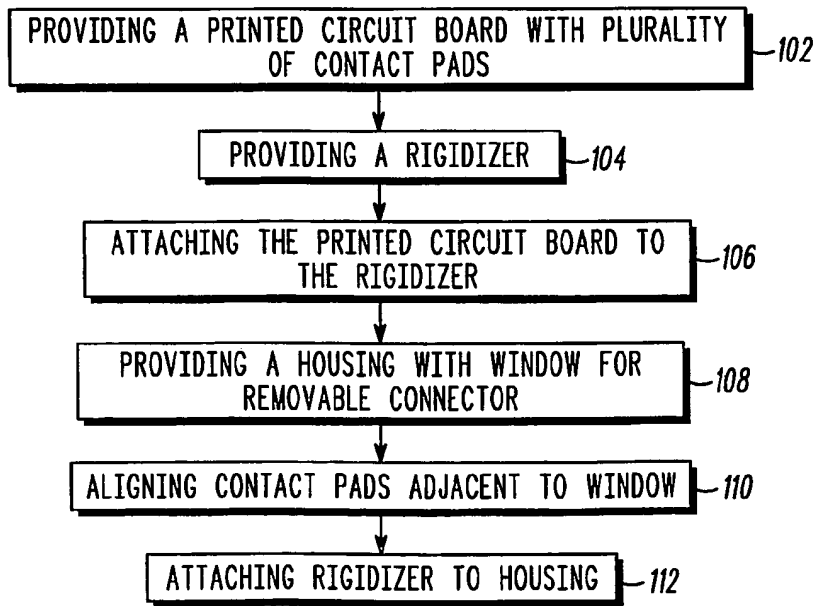 PROVIDING A PRINTED CIRCUIT BOARD WITH PLURALITY
OF CONTACT PADS
102
PROVIDING A RIGIDIZER
104
ATTACHING THE PRINTED CIRCUIT BOARD TO
THE RIGIDIZER
106
PROVIDING A HOUSING WITH WINDOW FOR
REMOVABLE CONNECTOR
108
ALIGNING CONTACT PADS ADJACENT TO WINDOW
110
ATTACHING RIGIDIZER TO HOUSING
112